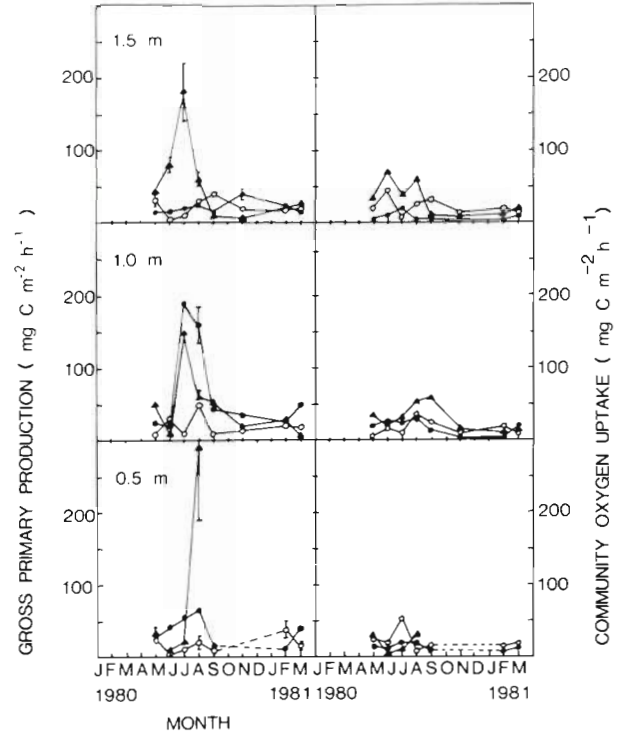 1.5 m
200
100
1.0 m
200
100
0.5 m
200
100
200
100
200
100
200
100
GROSS PRIMARY PRODUCTION ( mg C m⁻² h⁻¹ )
COMMUNITY OXYGEN UPTAKE ( mg C m⁻² h⁻¹)
J F M A M J J A S O N D J F M J F M A M J J A S O N D J F M
1980 1981 1980 1981
MONTH